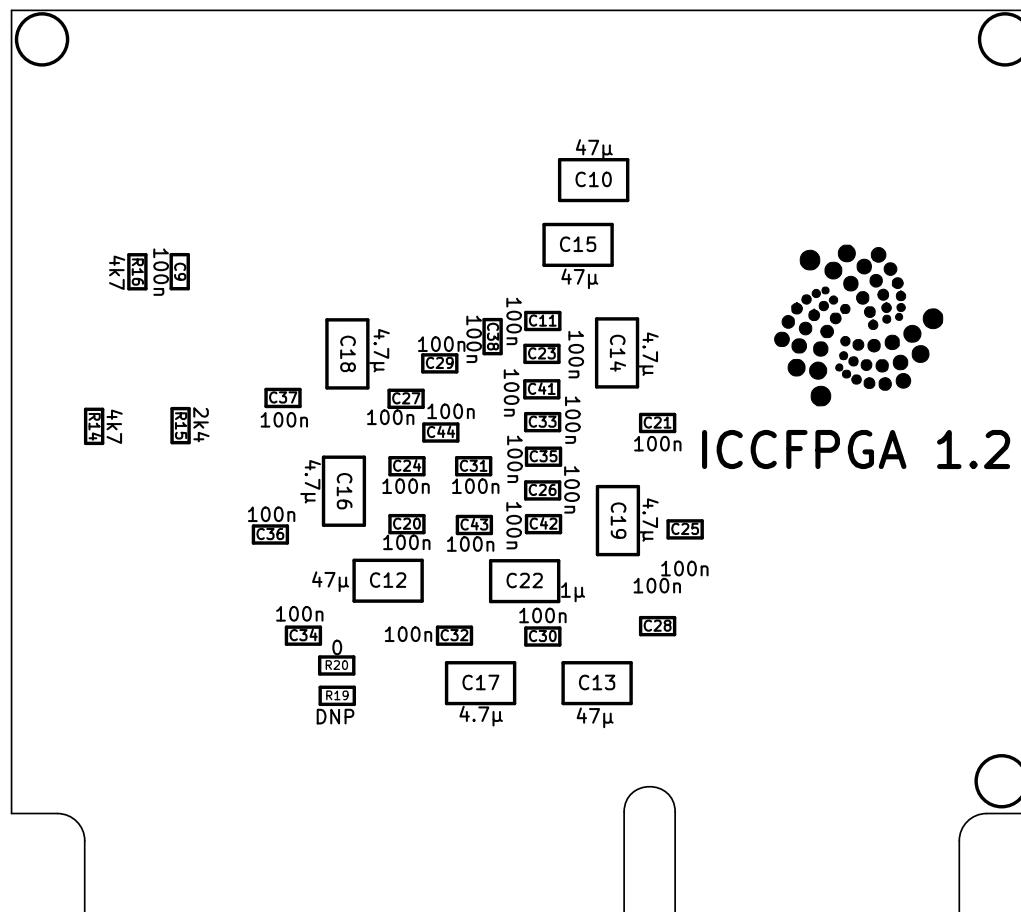 47µ
C10
C15
47µ
4k7
R16
100n
C9
100n
C11
100n
C38
C18
4.7µ
100n
C29
C23
100n
C14
4.7µ
C37
100n
C27
100n
100n
C44
100n
C41
C33
100n
C21
100n
R14
4k7
R15
2k4
ICCFPGA 1.2
4.7µ
C16
C24
100n
C31
100n
100n
C35
C26
100n
100n
C36
C20
100n
C43
100n
100n
C42
C19
4.7µ
C25
100n
47µ
C12
C22
1µ
100n
C28
100n
C34
100n
C32
100n
C30
0
R20
R19
DNP
C17
4.7µ
C13
47µ